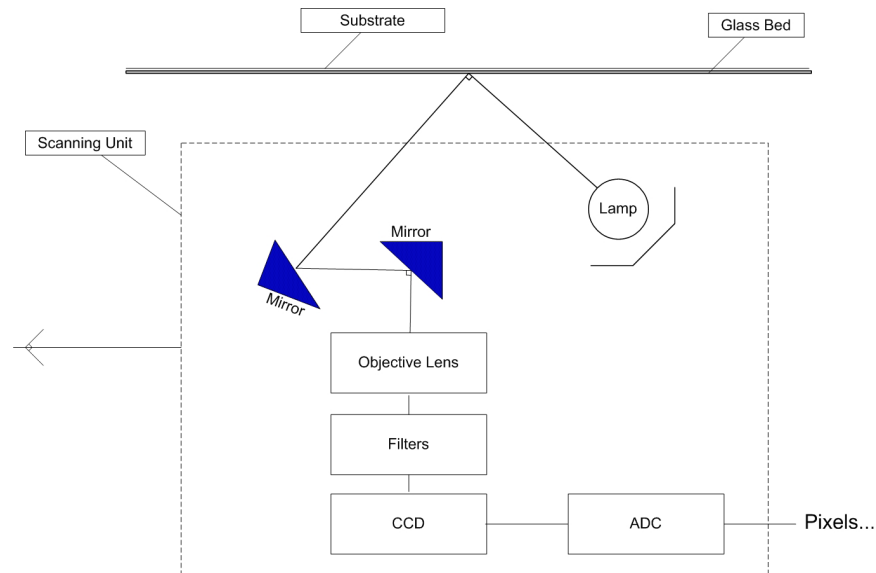 Substrate
Glass Bed
Scanning Unit
Lamp
Mirror
Mirror
Objective Lens
Filters
CCD
ADC
Pixels...